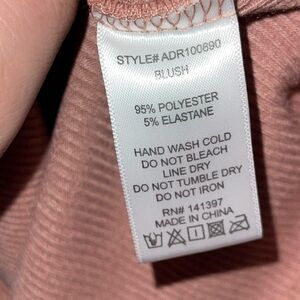 STYLE# ADR100890
BLUSH
95% POLYESTER
5% ELASTANE
HAND WASH COLD
DO NOT BLEACH
LINE DRY
DO NOT TUMBLE DRY
DO NOT IRON
RN# 141397
MADE IN CHINA